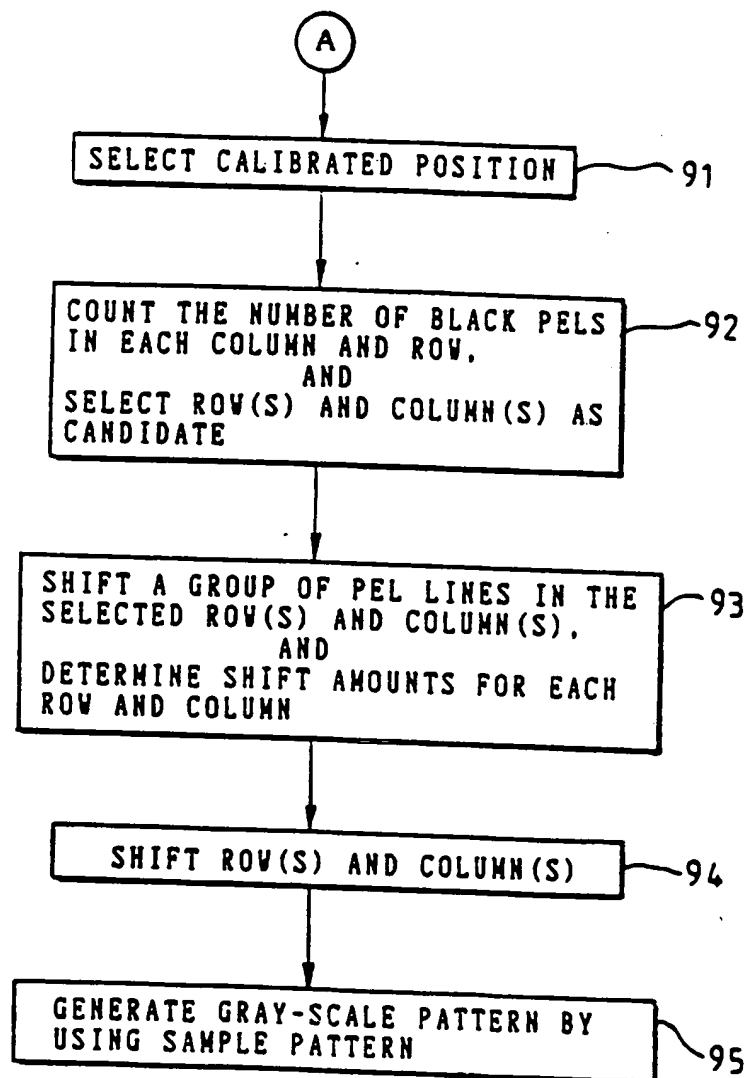 A
SELECT CALIBRATED POSITION
91
COUNT THE NUMBER OF BLACK PELS
IN EACH COLUMN AND ROW,
AND
SELECT ROW(S) AND COLUMN(S) AS
CANDIDATE
92
SHIFT A GROUP OF PEL LINES IN THE
SELECTED ROW(S) AND COLUMN(S),
AND
DETERMINE SHIFT AMOUNTS FOR EACH
ROW AND COLUMN
93
SHIFT ROW(S) AND COLUMN(S)
94
GENERATE GRAY-SCALE PATTERN BY
USING SAMPLE PATTERN
95